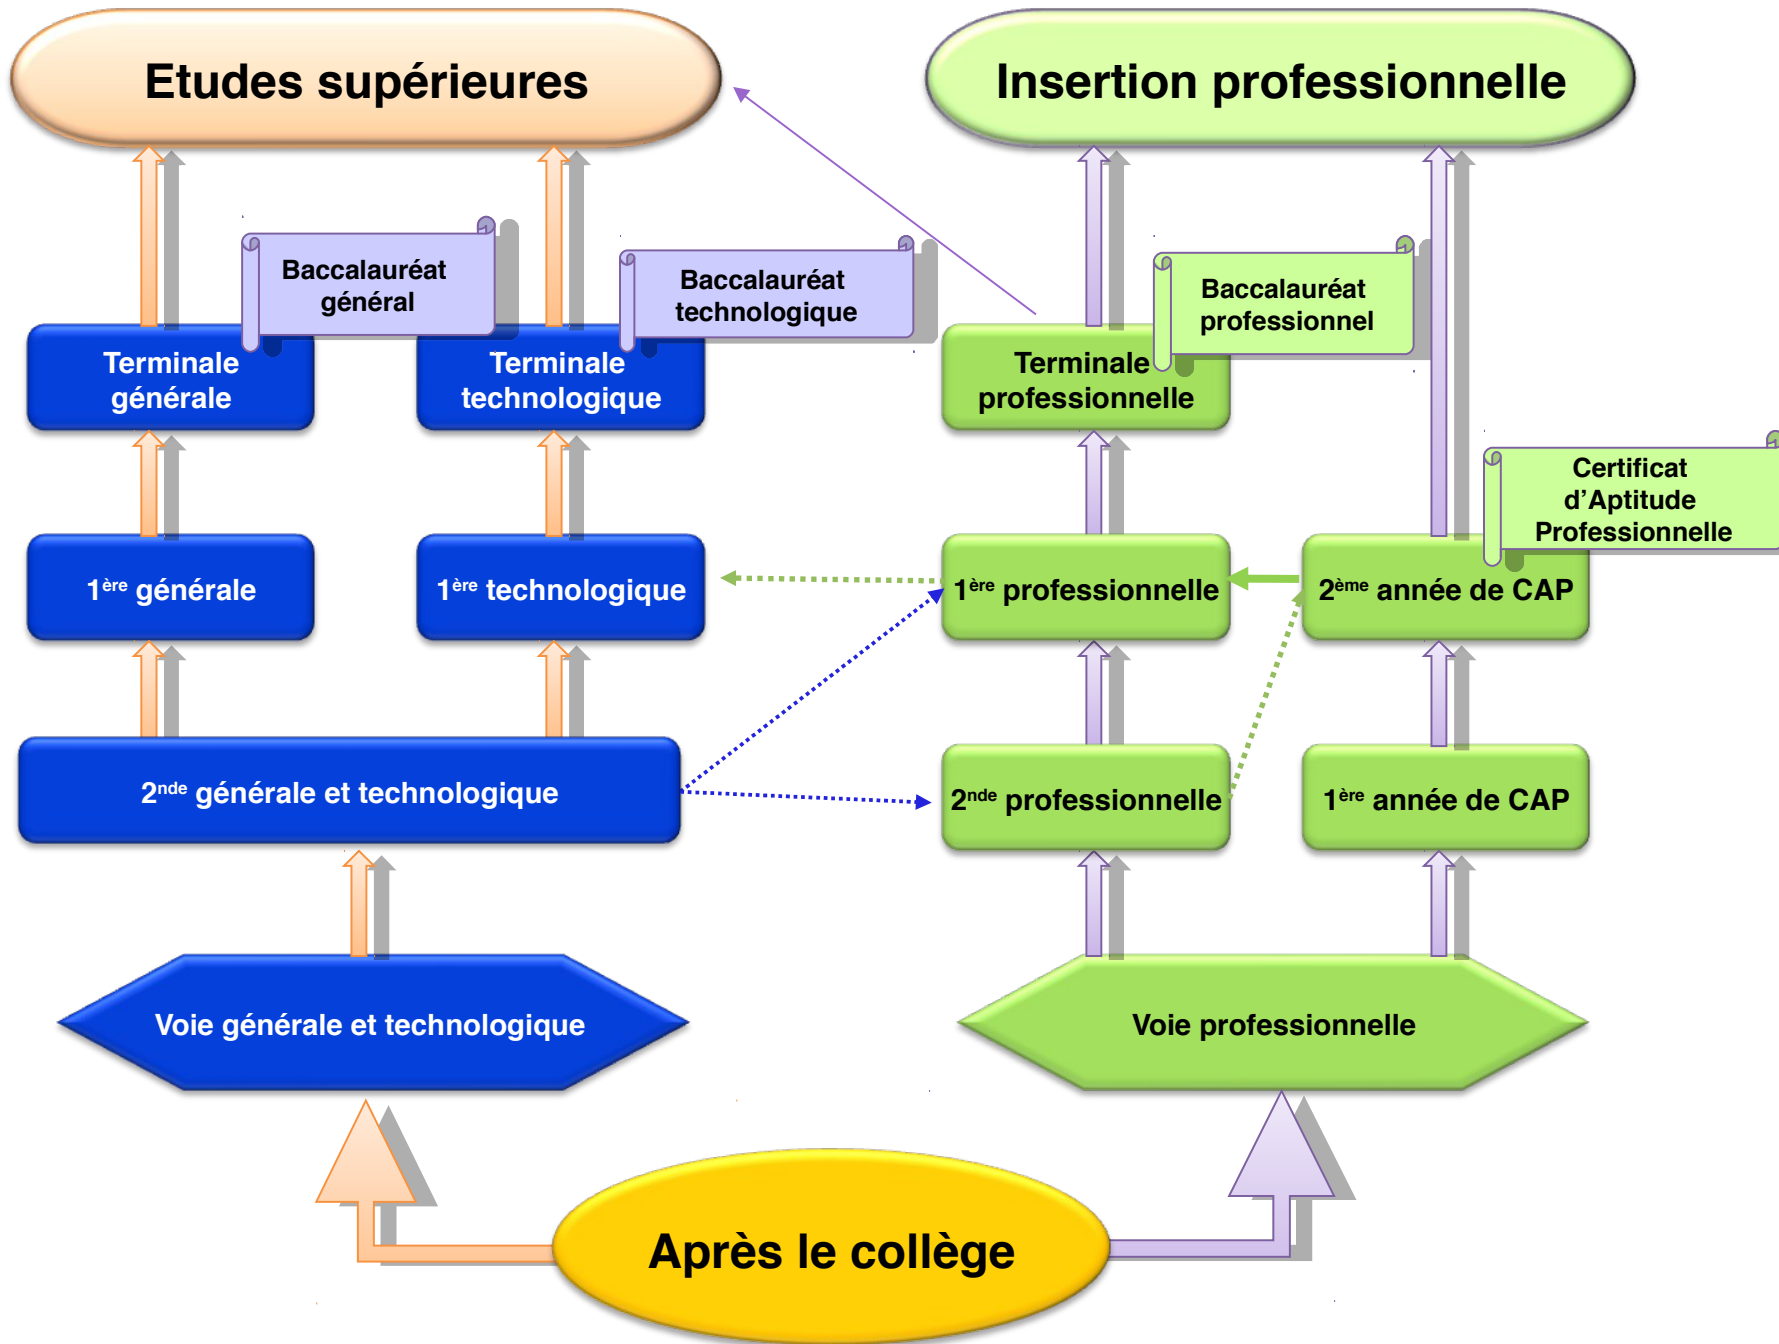 Etudes supérieures
Insertion professionnelle
Baccalauréat
général
Baccalauréat
technologique
Baccalauréat
professionnel
Terminale
générale
Terminale
technologique
Terminale
professionnelle
Certificat
d’Aptitude
Professionnelle
1ère générale
1ère technologique
1ère professionnelle
2ème année de CAP
2nde générale et technologique
2nde professionnelle
1ère année de CAP
Voie générale et technologique
Voie professionnelle
Après le collège